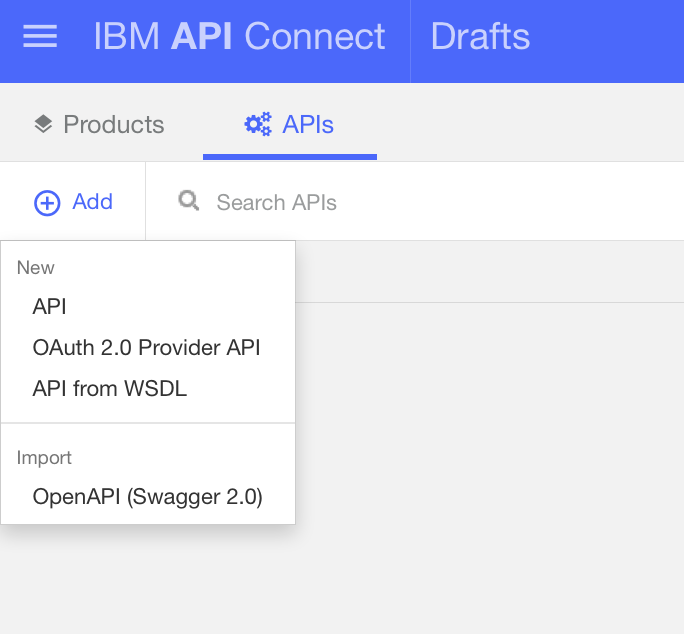 IBM API Connect Drafts
Products APIs
Add Search APIs
New
API
OAuth 2.0 Provider API
API from WSDL
Import
OpenAPI (Swagger 2.0)